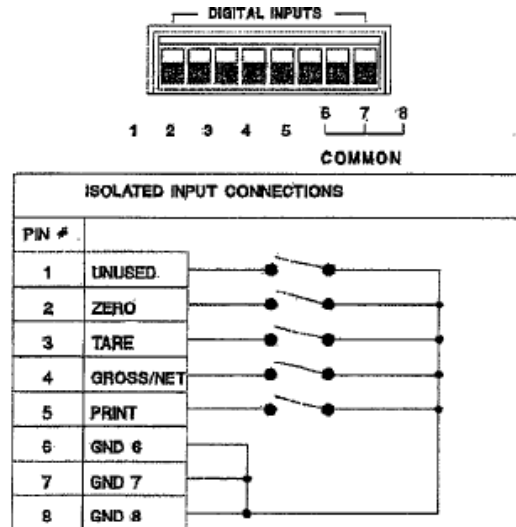 DIGITAL INPUTS
1 2 3 4 5 6 7 8
COMMON
ISOLATED INPUT CONNECTIONS
PIN #
1 UNUSED
2 ZERO
3 TARE
4 GROSS/NET
5 PRINT
6 GND 6
7 GND 7
8 GND 8